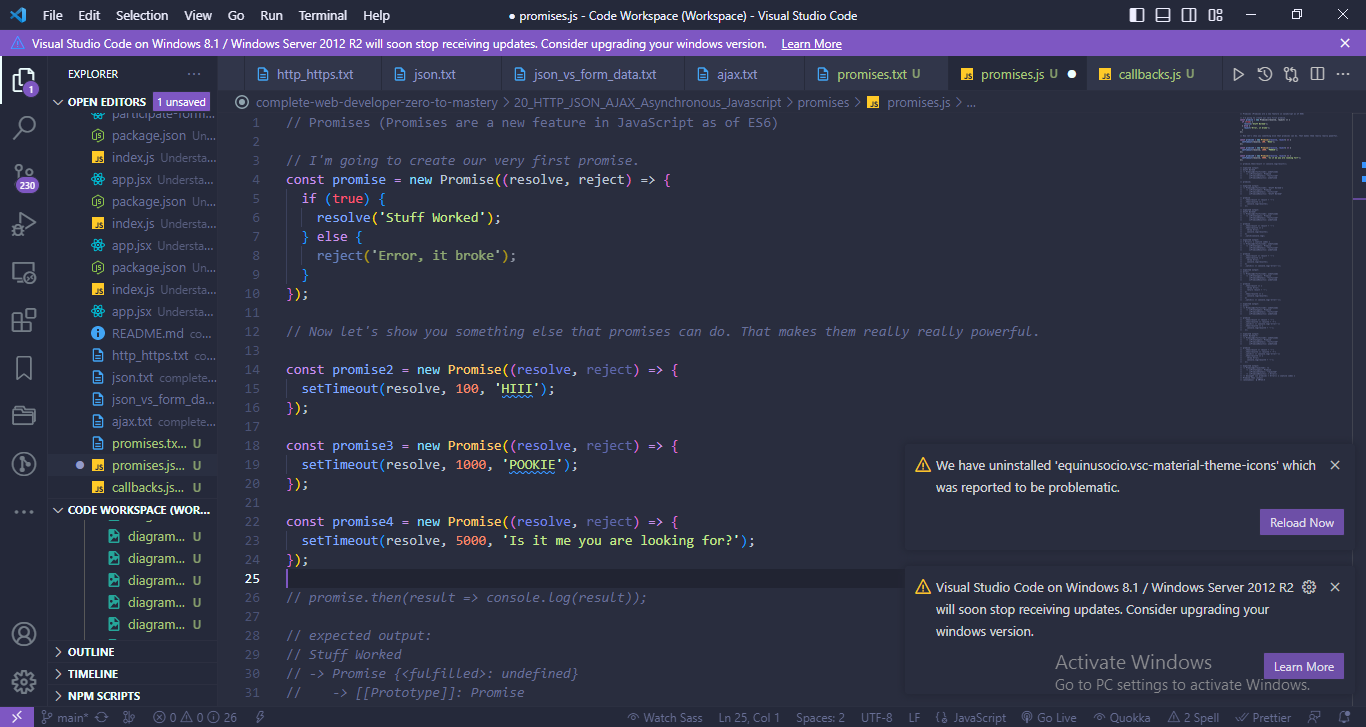 File Edit Selection View Go Run Terminal Help
● promises.js - Code Workspace (Workspace) - Visual Studio Code
Visual Studio Code on Windows 8.1 / Windows Server 2012 R2 will soon stop receiving updates. Consider upgrading your windows version. Learn More
EXPLORER ...
OPEN EDITORS 1 unsaved
participate-form...
package.json Un...
index.js Understa...
app.jsx Understa...
package.json Un...
index.js Understa...
app.jsx Understa...
package.json Un...
index.js Understa...
app.jsx Understa...
README.md co...
http_https.txt co...
json.txt complete...
json_vs_form_da...
ajax.txt complete...
promises.tx... U
promises.js... U
callbacks.js... U
CODE WORKSPACE (WOR...
diagram... U
diagram... U
diagram... U
diagram... U
diagram... U
OUTLINE
TIMELINE
NPM SCRIPTS
1
230
http_https.txt json.txt json_vs_form_data.txt ajax.txt promises.txt U promises.js U ● callbacks.js U
complete-web-developer-zero-to-mastery > 20_HTTP_JSON_AJAX_Asynchronous_Javascript > promises > JS promises.js > ...
1 // Promises (Promises are a new feature in JavaScript as of ES6)
2
3 // I'm going to create our very first promise.
4 const promise = new Promise((resolve, reject) => {
5 if (true) {
6 resolve('Stuff Worked');
7 } else {
8 reject('Error, it broke');
9 }
10 });
11
12 // Now let's show you something else that promises can do. That makes them really really powerful.
13
14 const promise2 = new Promise((resolve, reject) => {
15 setTimeout(resolve, 100, 'HIII');
16 });
17
18 const promise3 = new Promise((resolve, reject) => {
19 setTimeout(resolve, 1000, 'POOKIE');
20 });
21
22 const promise4 = new Promise((resolve, reject) => {
23 setTimeout(resolve, 5000, 'Is it me you are looking for?');
24 });
25
26 // promise.then(result => console.log(result));
27
28 // expected output:
29 // Stuff Worked
30 // -> Promise {<fulfilled>: undefined}
31 // -> [[Prototype]]: Promise
We have uninstalled 'equinusocio.vsc-material-theme-icons' which
was reported to be problematic.
Reload Now
Visual Studio Code on Windows 8.1 / Windows Server 2012 R2
will soon stop receiving updates. Consider upgrading your
windows version.
Learn More
Activate Windows
Go to PC settings to activate Windows.
main* 0 0 26 Watch Sass Ln 25, Col 1 Spaces: 2 UTF-8 LF {} JavaScript Go Live Quokka 2 Spell Prettier